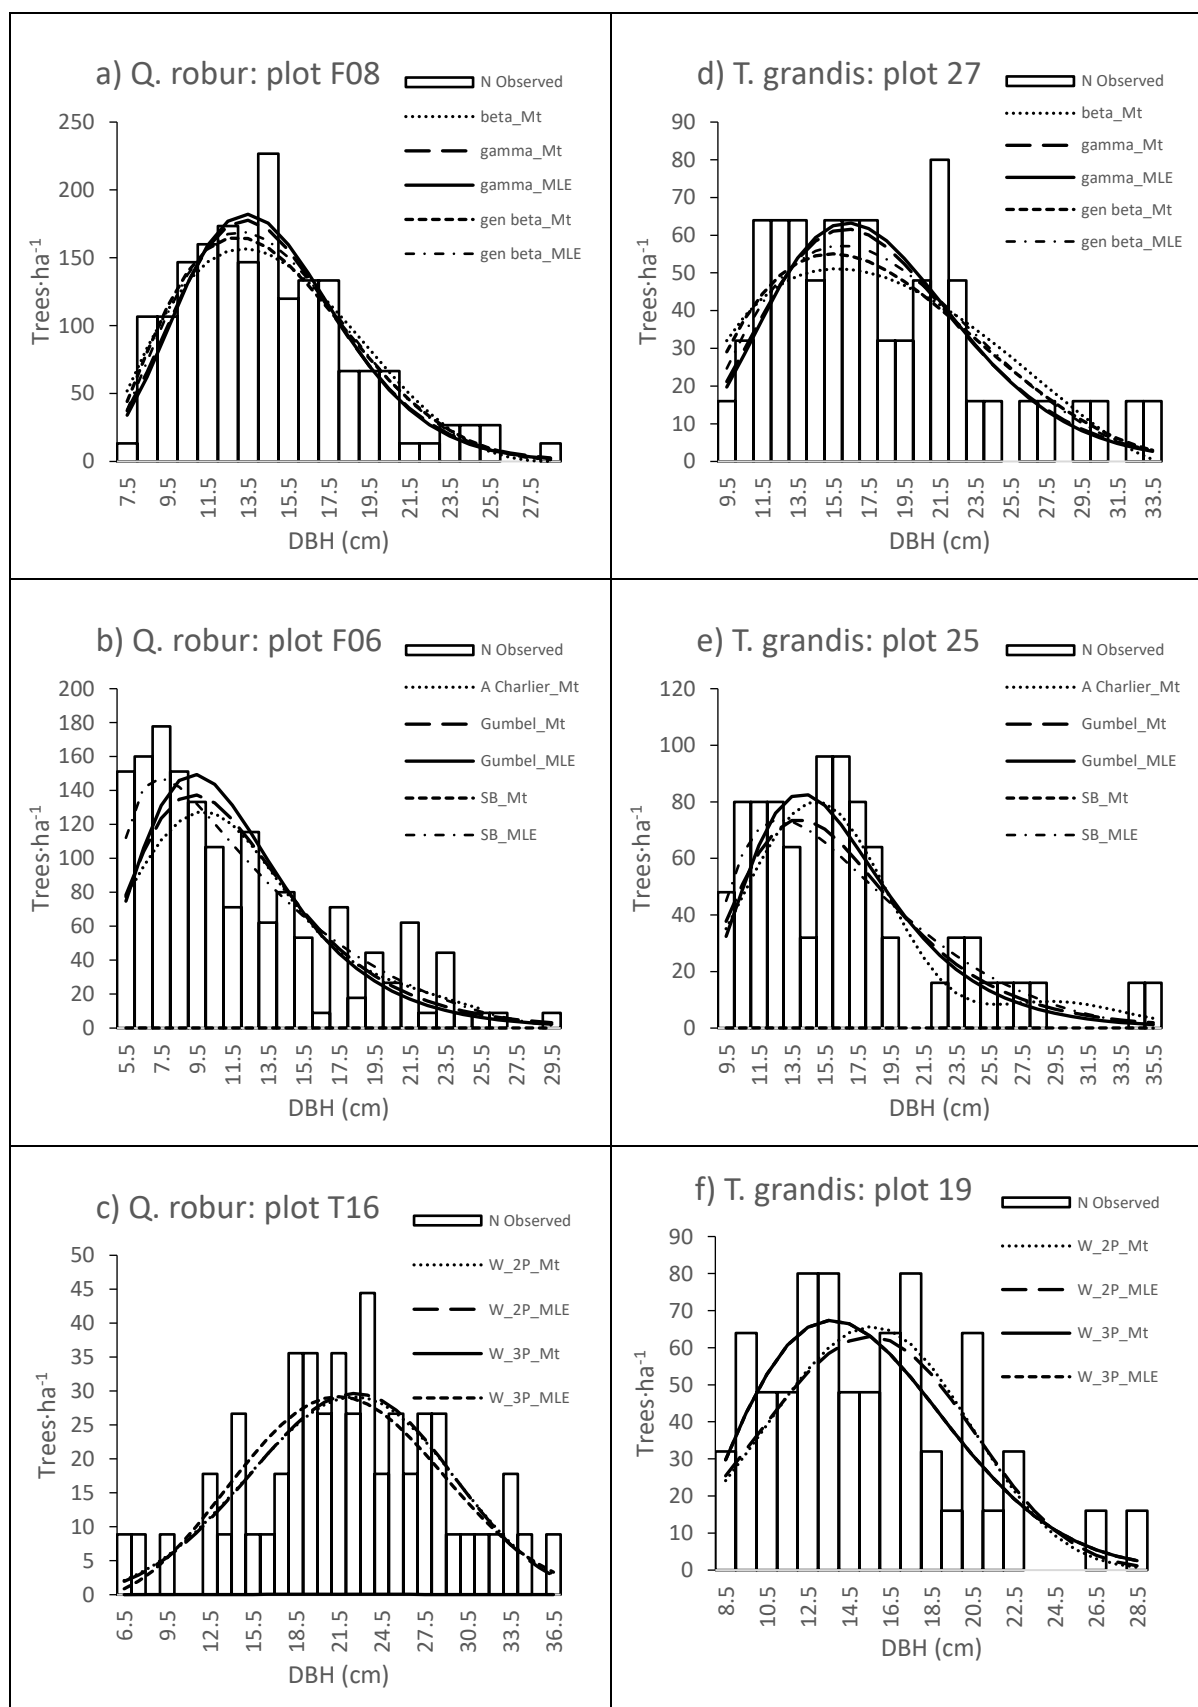 a) Q. robur: plot F08
N Observed
beta_Mt
gamma_Mt
gamma_MLE
gen beta_Mt
gen beta_MLE
250
200
150
100
50
0
Trees·ha⁻¹
7.5 9.5 11.5 13.5 15.5 17.5 19.5 21.5 23.5 25.5 27.5
DBH (cm)
d) T. grandis: plot 27
N Observed
beta_Mt
gamma_Mt
gamma_MLE
gen beta_Mt
gen beta_MLE
90
80
70
60
50
40
30
20
10
0
Trees·ha⁻¹
9.5 11.5 13.5 15.5 17.5 19.5 21.5 23.5 25.5 27.5 29.5 31.5 33.5
DBH (cm)
b) Q. robur: plot F06
N Observed
A Charlier_Mt
Gumbel_Mt
Gumbel_MLE
SB_Mt
SB_MLE
200
180
160
140
120
100
80
60
40
20
0
Trees·ha⁻¹
5.5 7.5 9.5 11.5 13.5 15.5 17.5 19.5 21.5 23.5 25.5 27.5 29.5
DBH (cm)
e) T. grandis: plot 25
N Observed
A Charlier_Mt
Gumbel_Mt
Gumbel_MLE
SB_Mt
SB_MLE
120
100
80
60
40
20
0
Trees·ha⁻¹
9.5 11.5 13.5 15.5 17.5 19.5 21.5 23.5 25.5 27.5 29.5 31.5 33.5 35.5
DBH (cm)
c) Q. robur: plot T16
N Observed
W_2P_Mt
W_2P_MLE
W_3P_Mt
W_3P_MLE
50
45
40
35
30
25
20
15
10
5
0
Trees·ha⁻¹
6.5 9.5 12.5 15.5 18.5 21.5 24.5 27.5 30.5 33.5 36.5
DBH (cm)
f) T. grandis: plot 19
N Observed
W_2P_Mt
W_2P_MLE
W_3P_Mt
W_3P_MLE
90
80
70
60
50
40
30
20
10
0
Trees·ha⁻¹
8.5 10.5 12.5 14.5 16.5 18.5 20.5 22.5 24.5 26.5 28.5
DBH (cm)